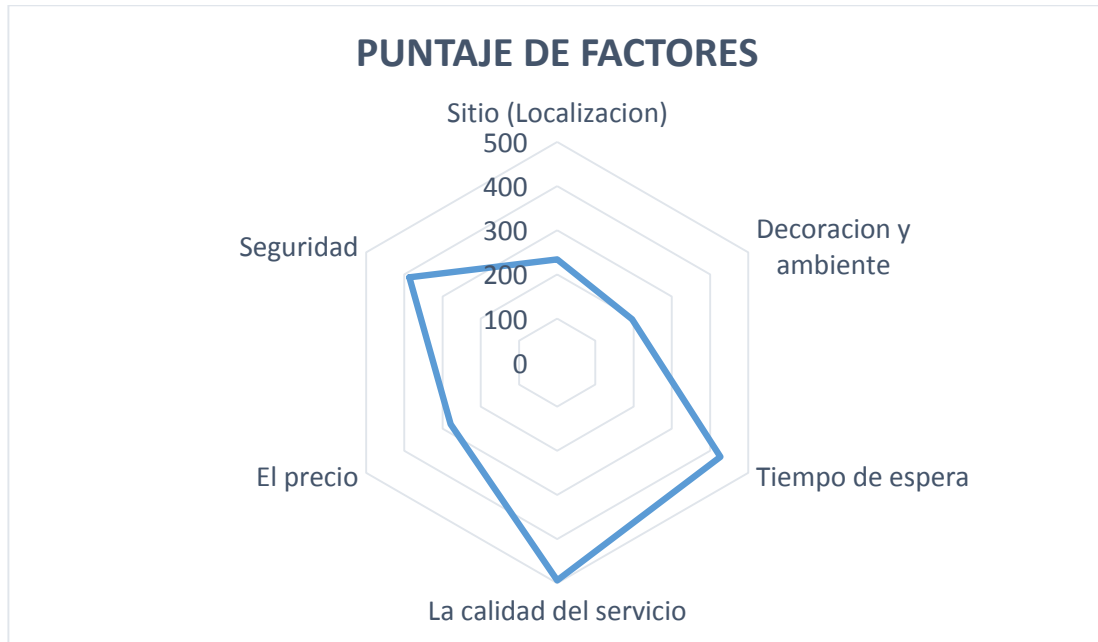 PUNTAJE DE FACTORES
Sitio (Localizacion)
500
400
300
200
100
0
Decoracion y
ambiente
Tiempo de espera
La calidad del servicio
El precio
Seguridad